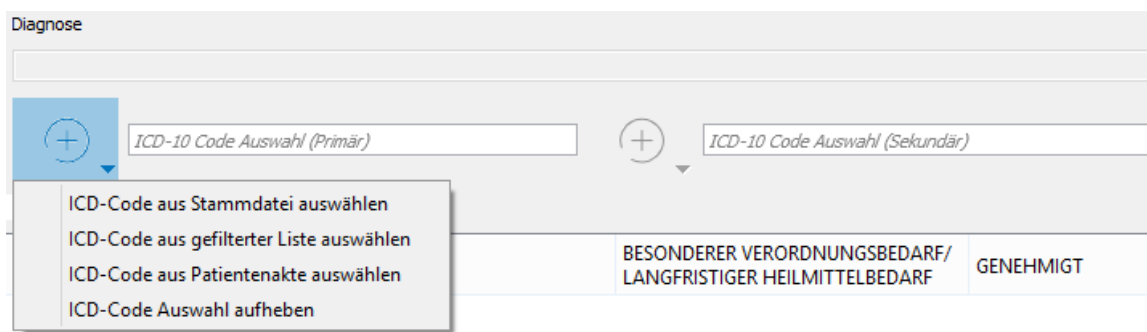 Diagnose
ICD-10 Code Auswahl (Primär)
ICD-10 Code Auswahl (Sekundär)
ICD-Code aus Stammdatei auswählen
ICD-Code aus gefilterter Liste auswählen
ICD-Code aus Patientenakte auswählen
ICD-Code Auswahl aufheben
BESONDERER VERORDNUNGSBEDARF/
LANGFRISTIGER HEILMITTELBEDARF
GENEHMIGT